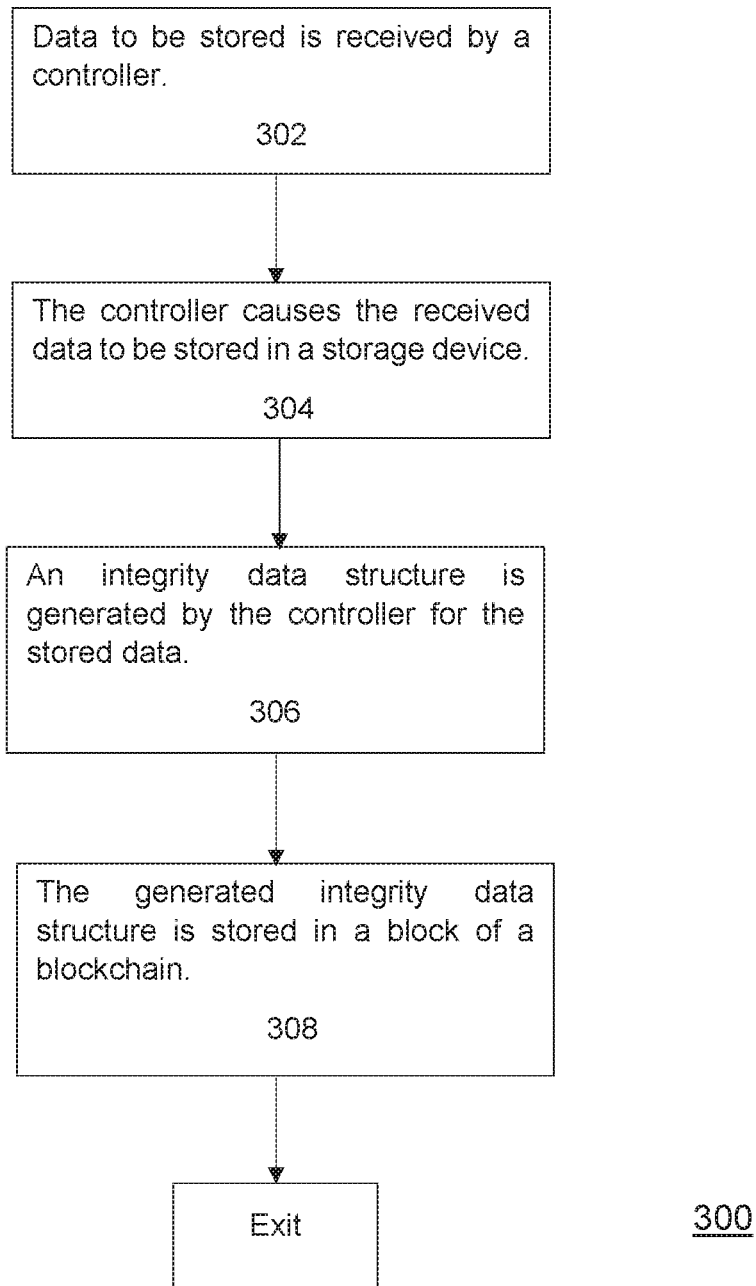 Data to be stored is received by a
controller.
302
The controller causes the received
data to be stored in a storage device.
304
An integrity data structure is
generated by the controller for the
stored data.
306
The generated integrity data
structure is stored in a block of a
blockchain.
308
Exit
300